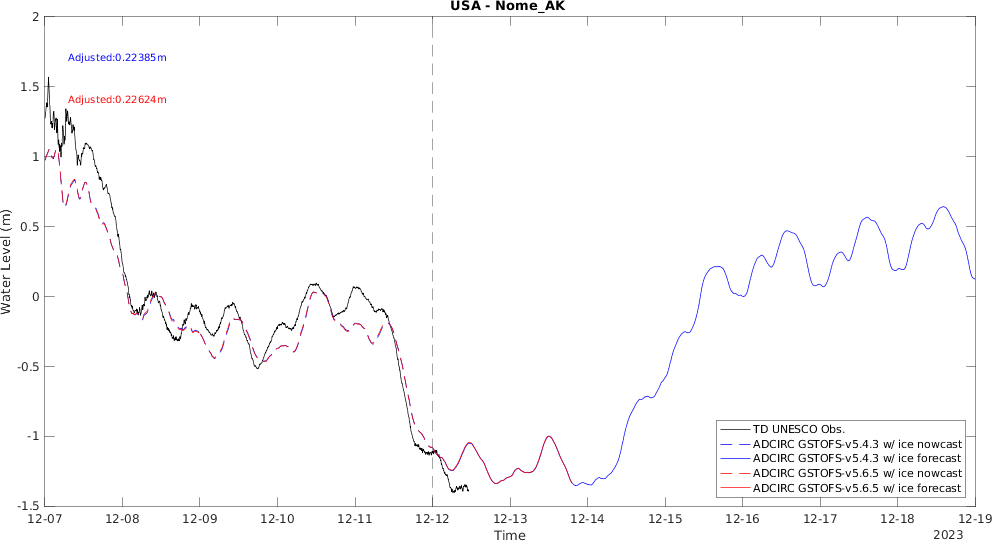 USA - Nome_AK
2
1.5
1
0.5
0
-0.5
-1
-1.5
Water Level (m)
Adjusted:0.22385m
Adjusted:0.22624m
TD UNESCO Obs.
ADCIRC GSTOFS-v5.4.3 w/ ice nowcast
ADCIRC GSTOFS-v5.4.3 w/ ice forecast
ADCIRC GSTOFS-v5.6.5 w/ ice nowcast
ADCIRC GSTOFS-v5.6.5 w/ ice forecast
12-07 12-08 12-09 12-10 12-11 12-12 12-13 12-14 12-15 12-16 12-17 12-18 12-19
Time
2023